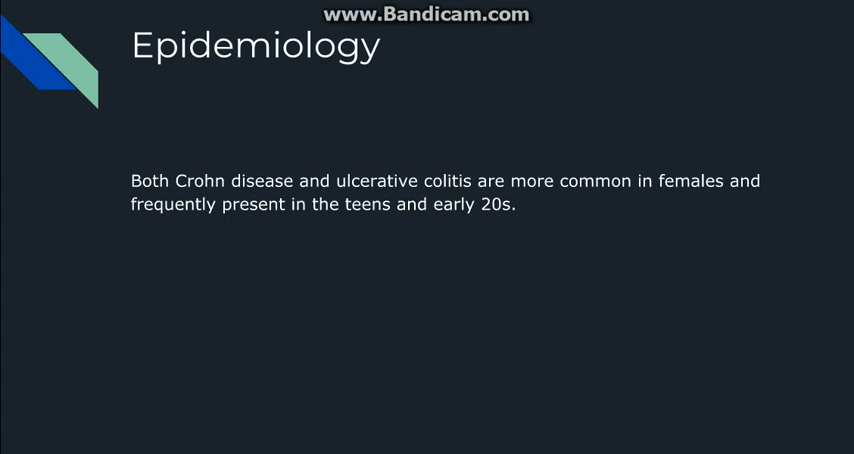 www.Bandicam.com
Epidemiology
Both Crohn disease and ulcerative colitis are more common in females and
frequently present in the teens and early 20s.